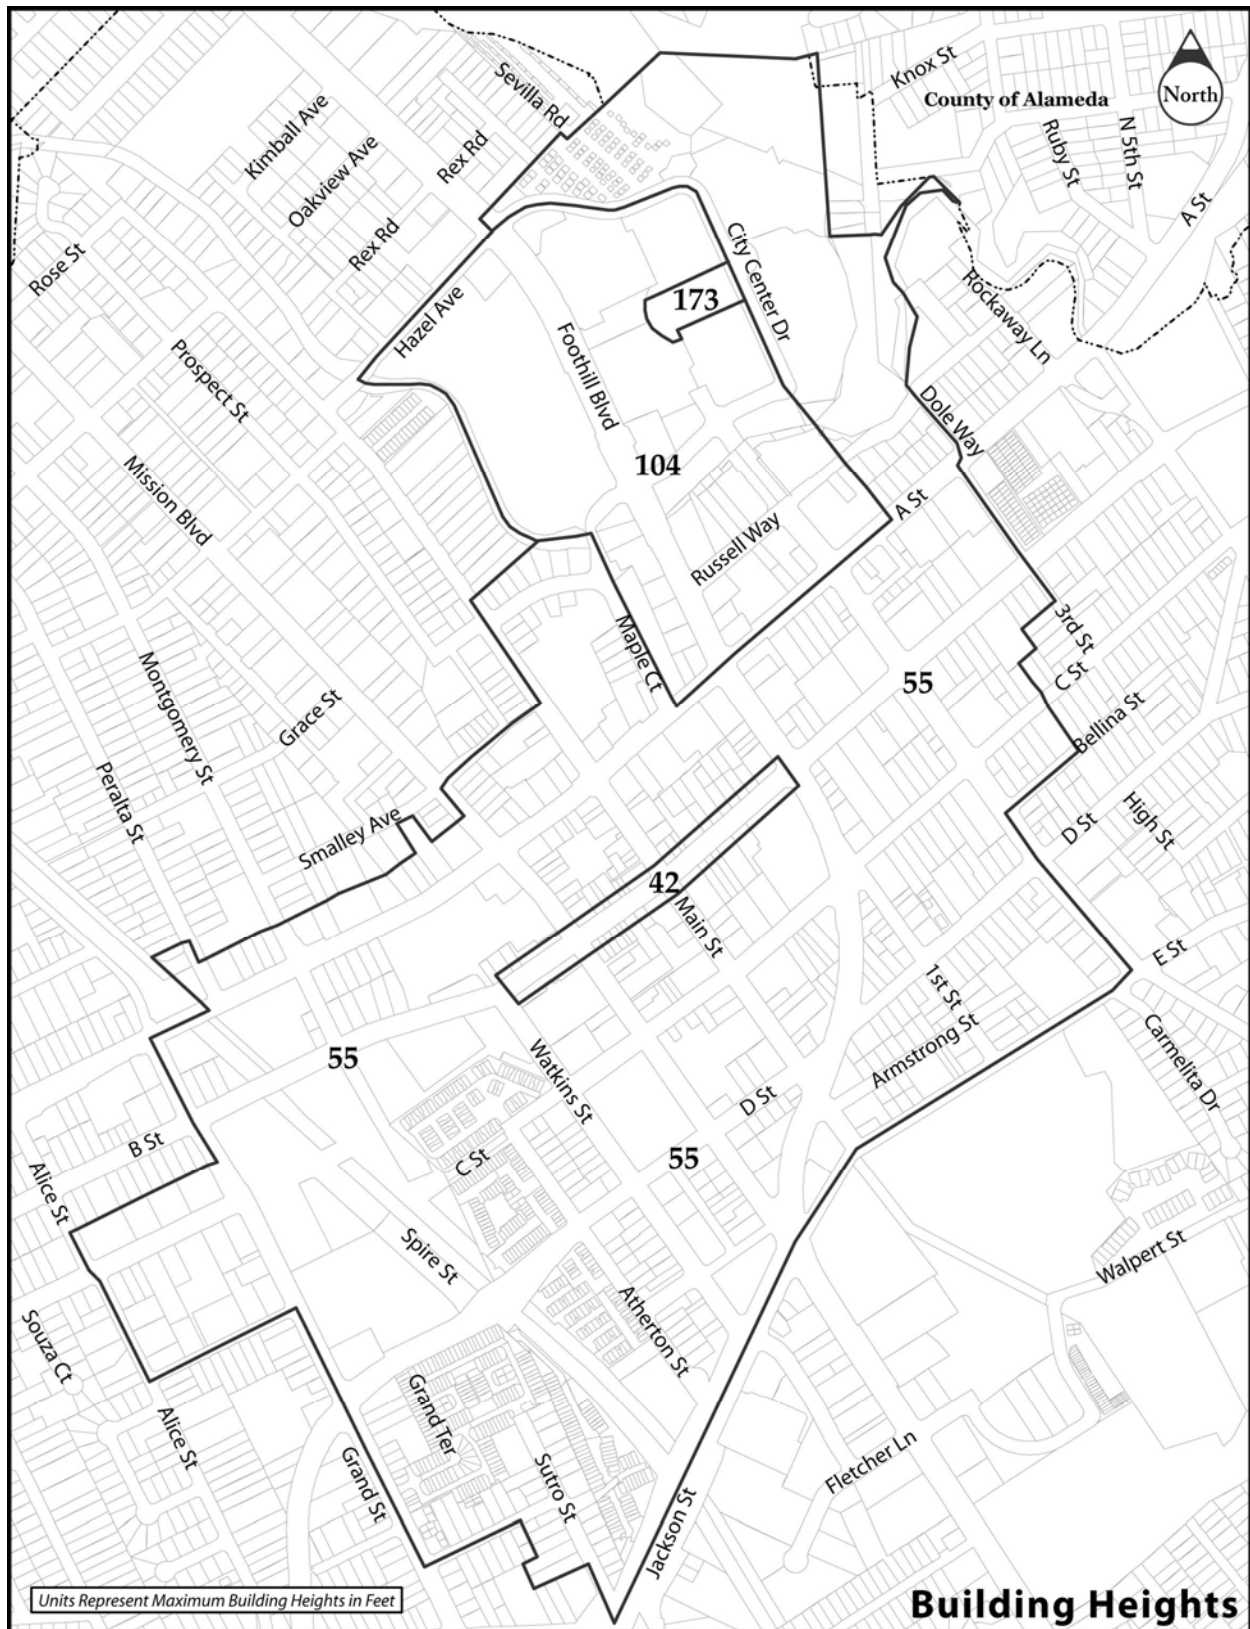 Knox St
County of Alameda
North
Sevilla Rd
Kimball Ave
Oakview Ave
Rex Rd
Ruby St
N 5th St
A St
Rex Rd
Rose St
City Center Dr
173
Hazel Ave
Rockaway Ln
Foothill Blvd
Prospect St
Dole Way
104
Mission Blvd
A St
Russell Way
Maple Ct
3rd St
C St
55
Montgomery St
Grace St
Bellina St
Peralta St
Smalley Ave
D St
High St
42
Main St
E St
1st St
Armstrong St
55
Watkins St
Carmelita Dr
D St
B St
C St
55
Alice St
Spire St
Walpert St
Atherton St
Souza Ct
Grand Ter
Alice St
Fletcher Ln
Grand St
Sutro St
Jackson St
Units Represent Maximum Building Heights in Feet
Building Heights